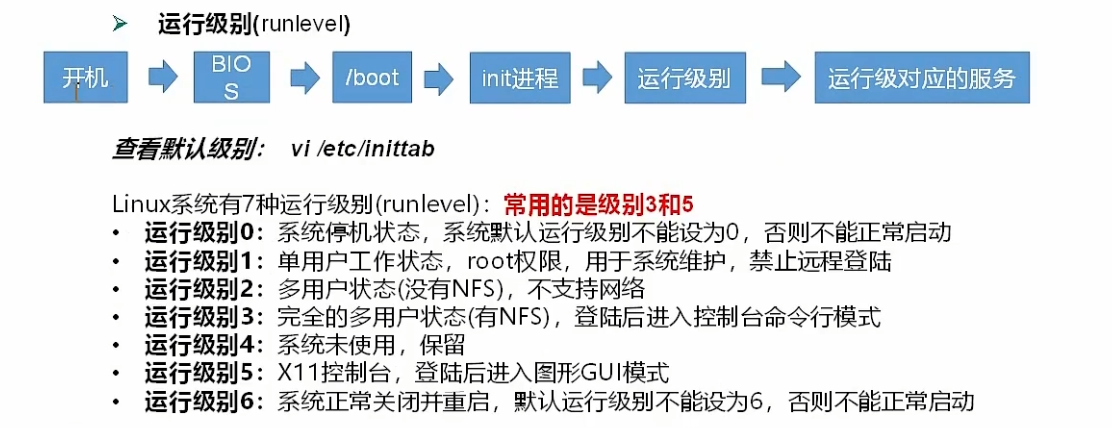 ➢ 运行级别(runlevel)
开机
BIO
S
/boot
init进程
运行级别
运行级对应的服务
查看默认级别： vi /etc/inittab
Linux系统有7种运行级别(runlevel)：常用的是级别3和5
• 运行级别0：系统停机状态，系统默认运行级别不能设为0，否则不能正常启动
• 运行级别1：单用户工作状态，root权限，用于系统维护，禁止远程登陆
• 运行级别2：多用户状态(没有NFS)，不支持网络
• 运行级别3：完全的多用户状态(有NFS)，登陆后进入控制台命令行模式
• 运行级别4：系统未使用，保留
• 运行级别5：X11控制台，登陆后进入图形GUI模式
• 运行级别6：系统正常关闭并重启，默认运行级别不能设为6，否则不能正常启动